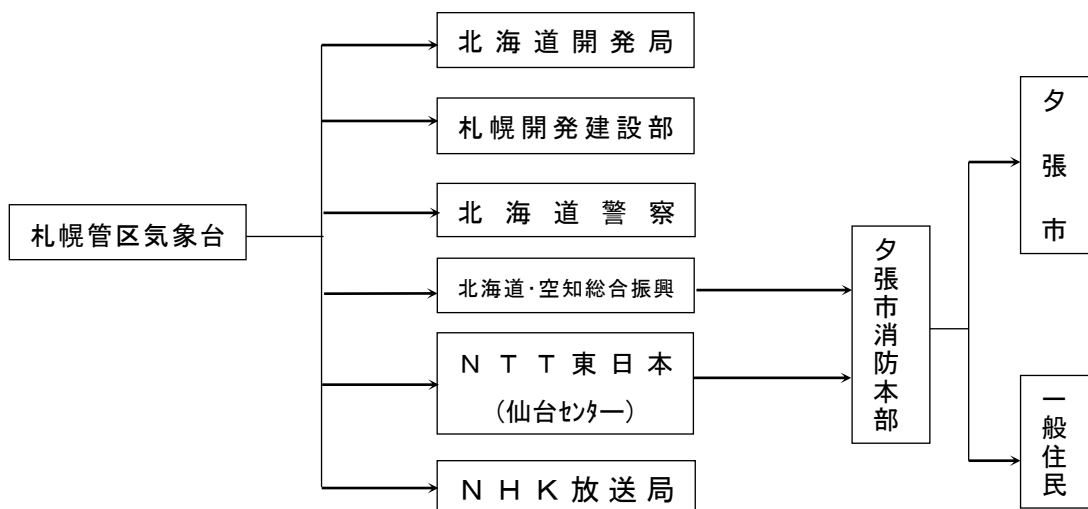 札幌管区気象台
北海道開発局
札幌開発建設部
北海道警察
北海道・空知総合振興
NTT東日本
(仙台ｾﾝﾀｰ)
NHK放送局
夕張市消防本部
夕張市
一般住民